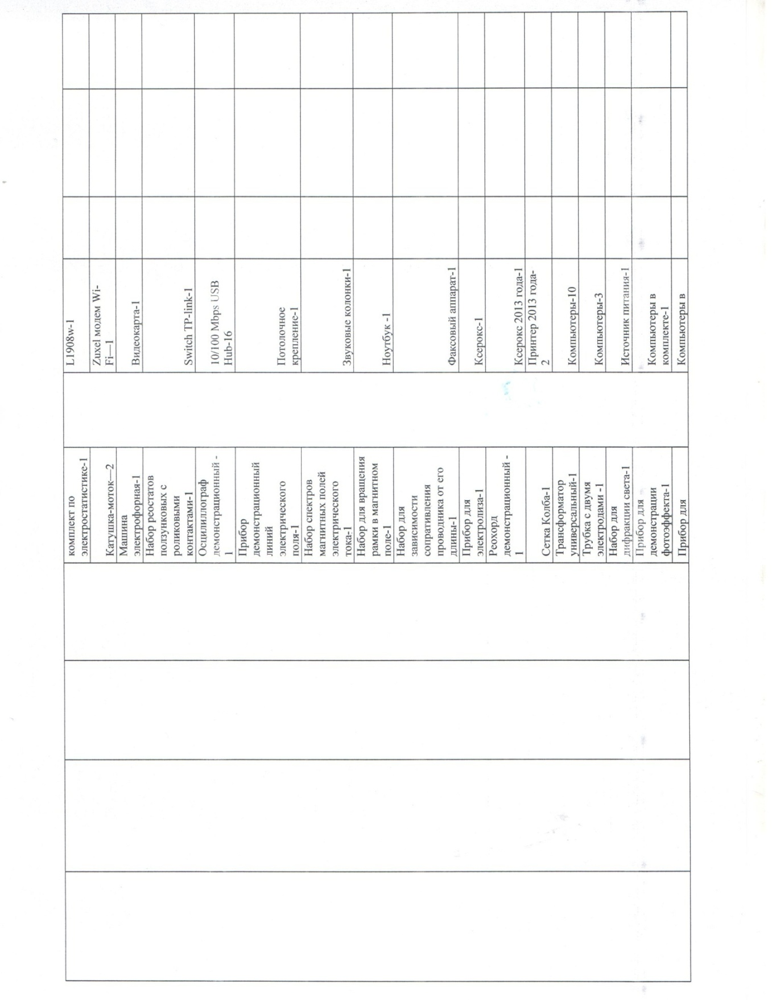 комплект по
электростатистике-1
L1908w-1
Катушка-моток—2
Zuxel модем Wi-
Fi—1
Машина
электрофорная-1
Видеокарта-1
Набор реостатов
ползунковых с
роликовыми
контактами-1
Switch TP-link-1
Осцилиллограф
демонстрационный -
1
10/100 Mbps USB
Hub-16
Прибор
демонстрационный
линий
электрического
поля-1
Потолочное
крепление-1
Набор спектров
магнитных полей
электрического
тока-1
Звуковые колонки-1
Набор для вращения
рамки в магнитном
поле-1
Ноутбук -1
Набор для
зависимости
сопративления
проводника от его
длины-1
Факсовый аппарат-1
Прибор для
электролиза-1
Ксерокс-1
Реохорд
демонстрационный -
1
Ксерокс 2013 года-1
Сетка Колба-1
Принтер 2013 года-
2
Трансформатор
универсальный-1
Компьютеры-10
Трубка с двумя
электродами -1
Компьютеры-3
Набор для
дифракции света-1
Источник питания-1
Прибор для
демонстрации
фотоэффекта-1
Компьютеры в
комплекте-1
Прибор для
Компьютеры в